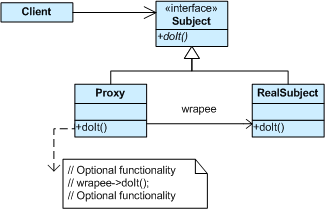 Client
«interface»
Subject
+doIt()
Proxy
RealSubject
wrapee
+doIt()
+doIt()
// Optional functionality
// wrapee->doIt();
// Optional functionality